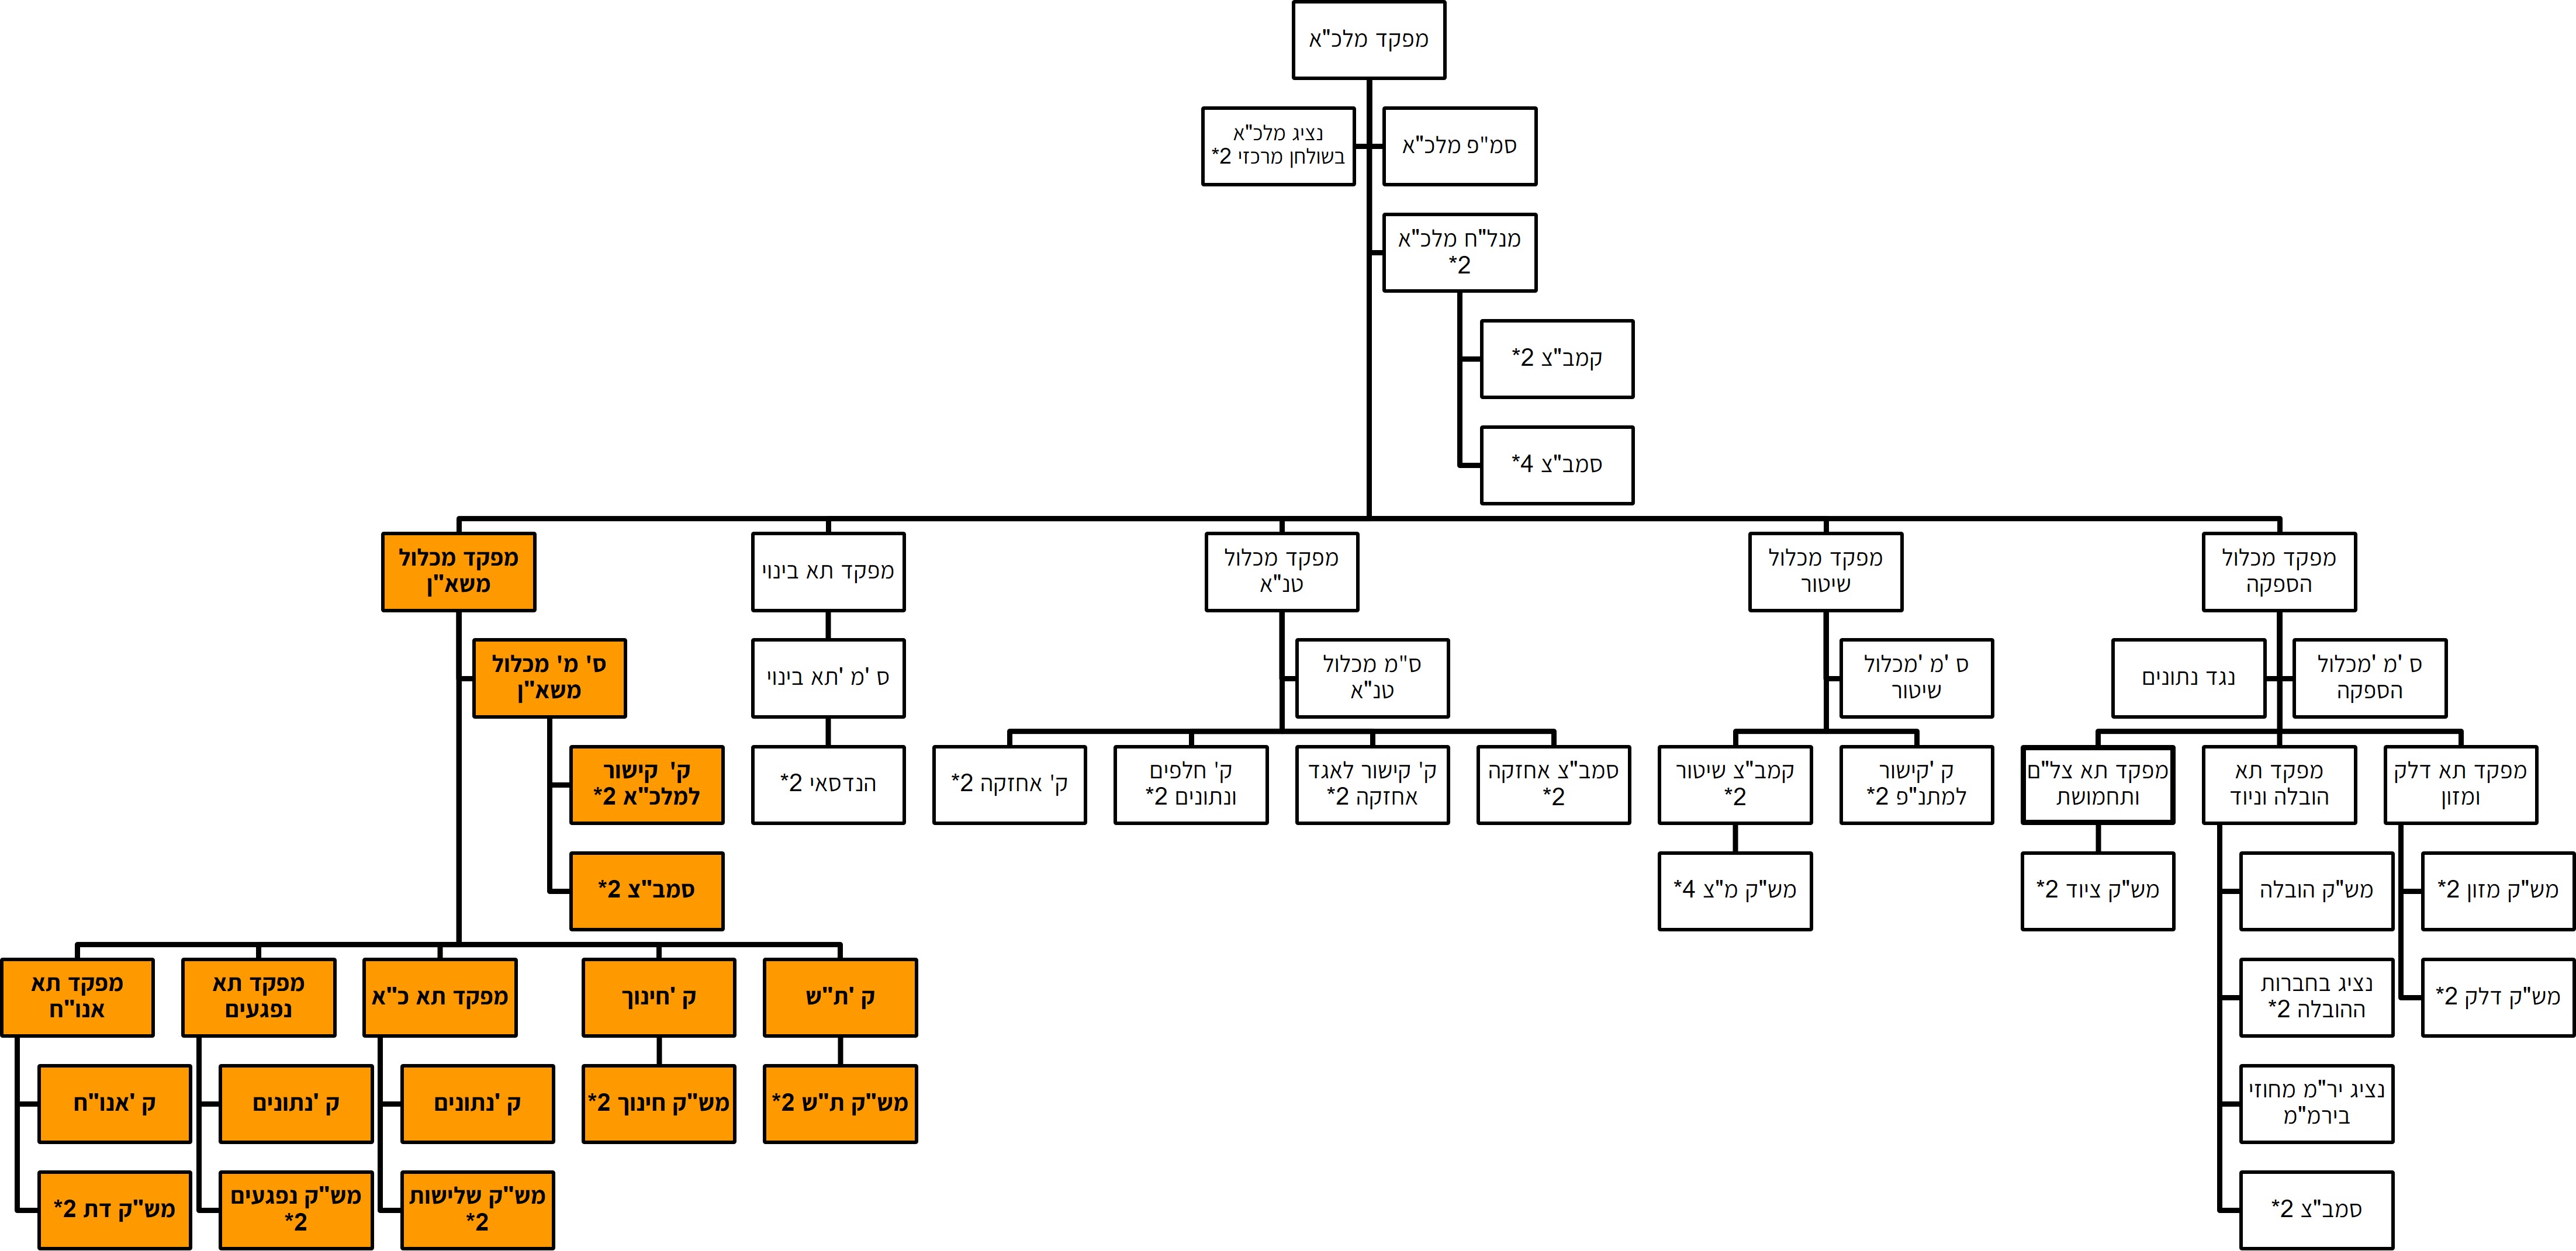 מפקד מלכ"א
סמ"פ מלכ"א
נציג מלכ"א
בשולחן מרכזי 2*
מנל"ח מלכ"א
2*
קמב"צ 2*
סמב"צ 4*
מפקד מכלול
הספקה
מפקד מכלול
שיטור
מפקד מכלול
טנ"א
מפקד תא בינוי
מפקד מכלול
משא"ן
ס 'מ 'מכלול
הספקה
נגד נתונים
ס 'מ 'מכלול
שיטור
ס"מ מכלול
טנ"א
ס 'מ 'תא בינוי
ס' מ' מכלול
משא"ן
מפקד תא דלק
ומזון
מפקד תא
הובלה וניוד
מפקד תא צל"ם
ותחמושת
ק 'קישור
למתנ"פ 2*
קמב"צ שיטור
2*
סמב"צ אחזקה
2*
ק' קישור לאגד
אחזקה 2*
ק' חלפים
ונתונים 2*
ק' אחזקה 2*
הנדסאי 2*
ק' קישור
למלכ"א 2*
מש"ק מזון 2*
מש"ק הובלה
מש"ק ציוד 2*
מש"ק מ"צ 4*
סמב"צ 2*
מש"ק דלק 2*
נציג בחברות
ההובלה 2*
ק 'ת"ש
ק 'חינוך
מפקד תא כ"א
מפקד תא
נפגעים
מפקד תא
אנו"ח
נציג יר"מ מחוזי
בירמ"מ
מש"ק ת"ש 2*
מש"ק חינוך 2*
ק 'נתונים
ק 'נתונים
ק 'אנו"ח
סמב"צ 2*
מש"ק שלישות
2*
מש"ק נפגעים
2*
מש"ק דת 2*